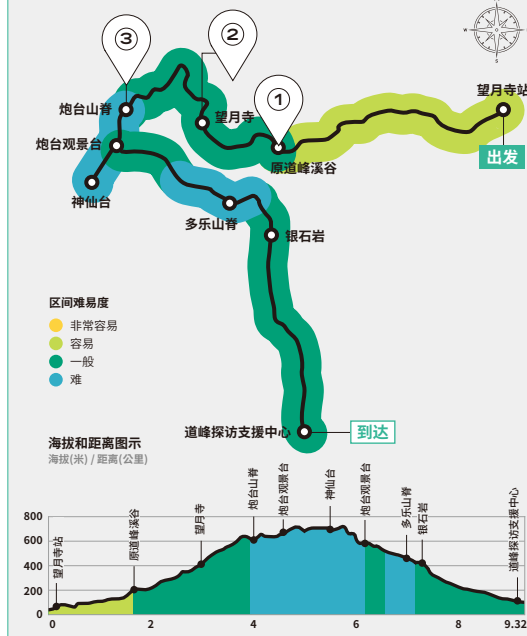 N
W
E
S
③
②
①
望月寺站
出发
炮台山脊
望月寺
炮台观景台
原道峰溪谷
神仙台
多乐山脊
银石岩
区间难易度
非常容易
容易
一般
难
道峰探访支援中心
到达
海拔和距离图示
海拔(米) / 距离(公里)
望月寺站
原道峰溪谷
望月寺
炮台山脊
炮台观景台
神仙台
炮台观景台
多乐山脊
银石岩
道峰探访支援中心
800
600
400
200
0
0 2 4 6 8 9.32